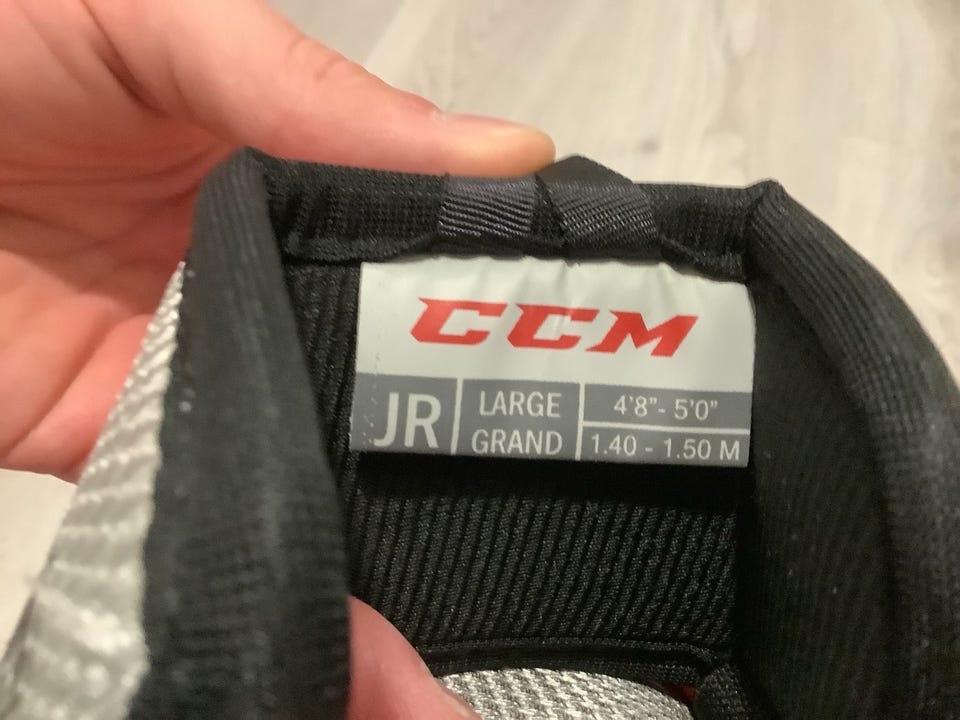 CCM
JR
LARGE
GRAND
4'8"- 5'0"
1.40 - 1.50 M